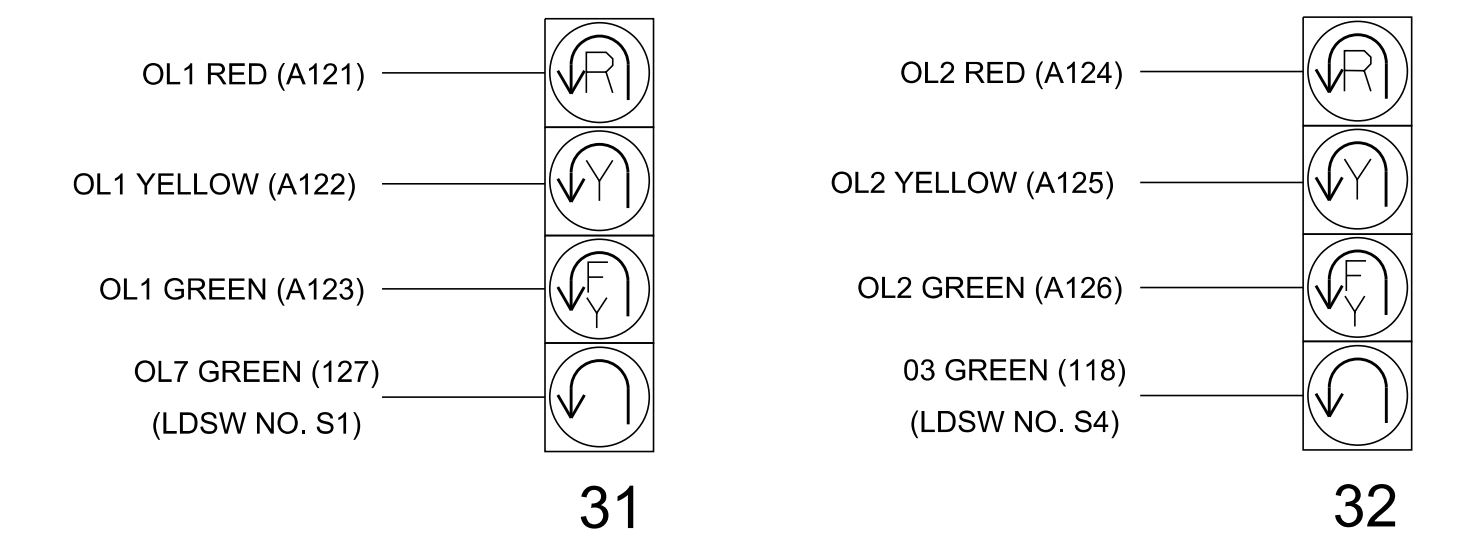 OL1 RED (A121)
R
OL1 YELLOW (A122)
Y
OL1 GREEN (A123)
F
Y
OL7 GREEN (127)
(LDSW NO. S1)
31
OL2 RED (A124)
R
OL2 YELLOW (A125)
Y
OL2 GREEN (A126)
F
Y
03 GREEN (118)
(LDSW NO. S4)
32